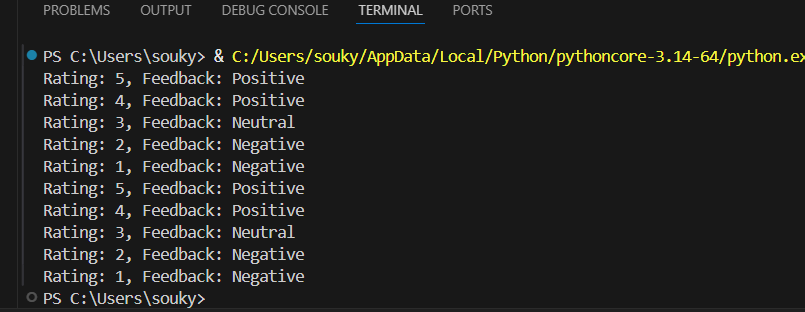 PROBLEMS OUTPUT DEBUG CONSOLE TERMINAL PORTS
PS C:\Users\souky> & C:/Users/souky/AppData/Local/Python/pythoncore-3.14-64/python.ex
Rating: 5, Feedback: Positive
Rating: 4, Feedback: Positive
Rating: 3, Feedback: Neutral
Rating: 2, Feedback: Negative
Rating: 1, Feedback: Negative
Rating: 5, Feedback: Positive
Rating: 4, Feedback: Positive
Rating: 3, Feedback: Neutral
Rating: 2, Feedback: Negative
Rating: 1, Feedback: Negative
PS C:\Users\souky>